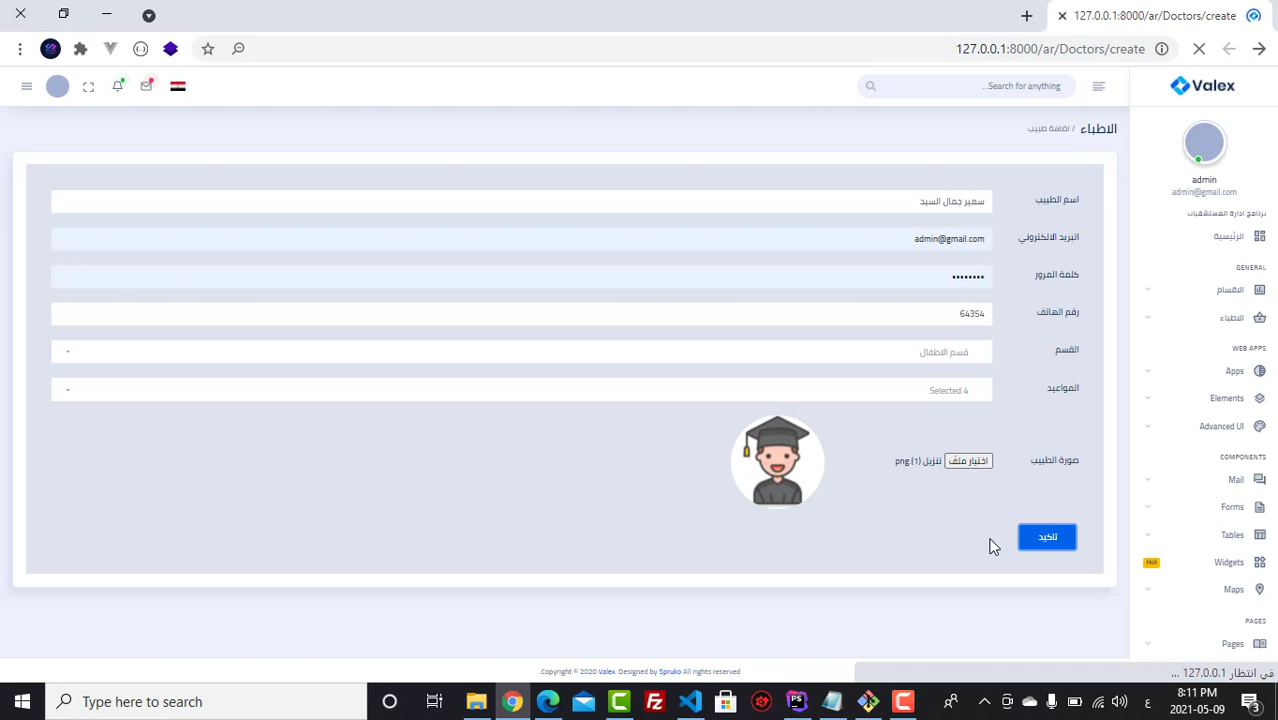 127.0.0.1:8000/ar/Doctors/create
127.0.0.1:8000/ar/Doctors/create
Search for anything...
Valex
admin
admin@gmail.com
برنامج ادارة المستشفيات
الرئيسية
GENERAL
الاقسام
الاطباء
WEB APPS
Apps
Elements
Advanced UI
COMPONENTS
Mail
Forms
Tables
Widgets
Hot
Maps
PAGES
Pages
الاطباء / اضافة طبيب
اسم الطبيب
سمير جمال السيد
البريد الالكتروني
admin@gmail.com
كلمة المرور
••••••••
رقم الهاتف
64354
القسم
قسم الاطفال
المواعيد
4 Selected
صورة الطبيب
اختيار ملف
تنزيل (1).png
تاكيد
Copyright © 2020 Valex. Designed by Spruko All rights reserved.
في انتظار 127.0.0.1 ...
Type here to search
PS
ع
8:11 PM
2021-05-09
3